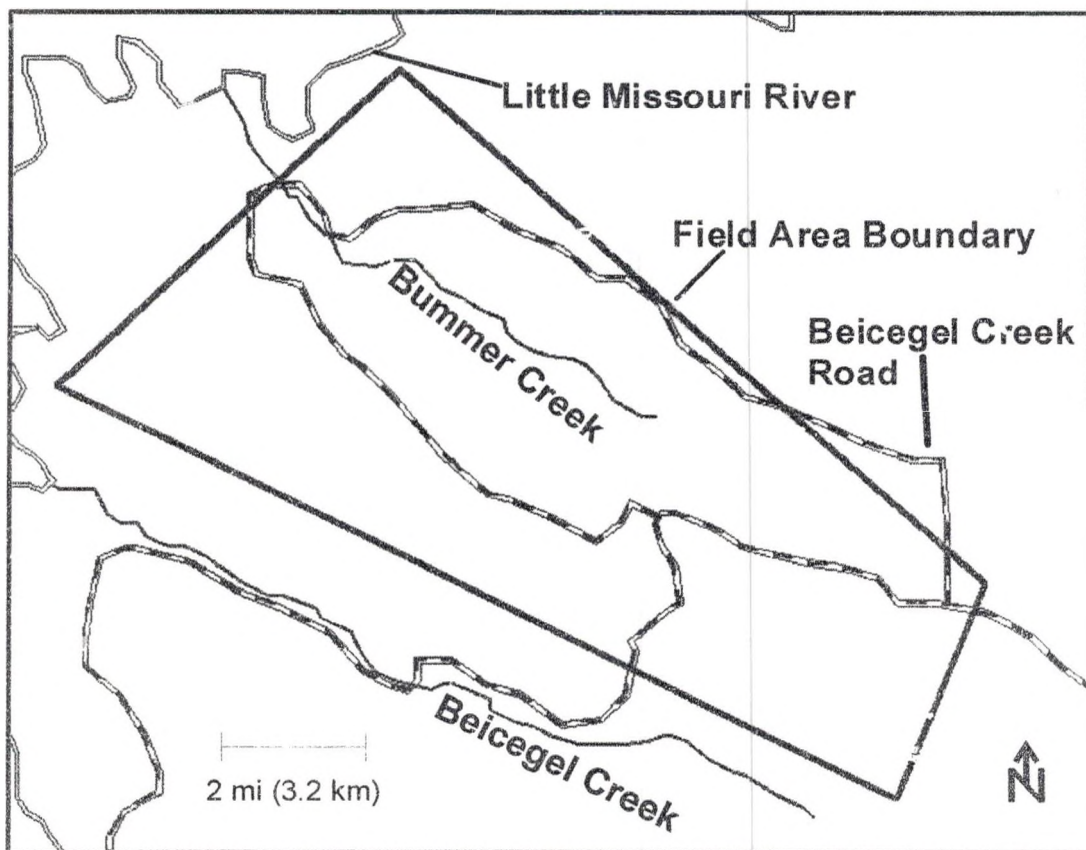 Little Missouri River
Field Area Boundary
Beicegel Creek
Road
Bummer Creek
Beicegel Creek
2 mi (3.2 km)
N